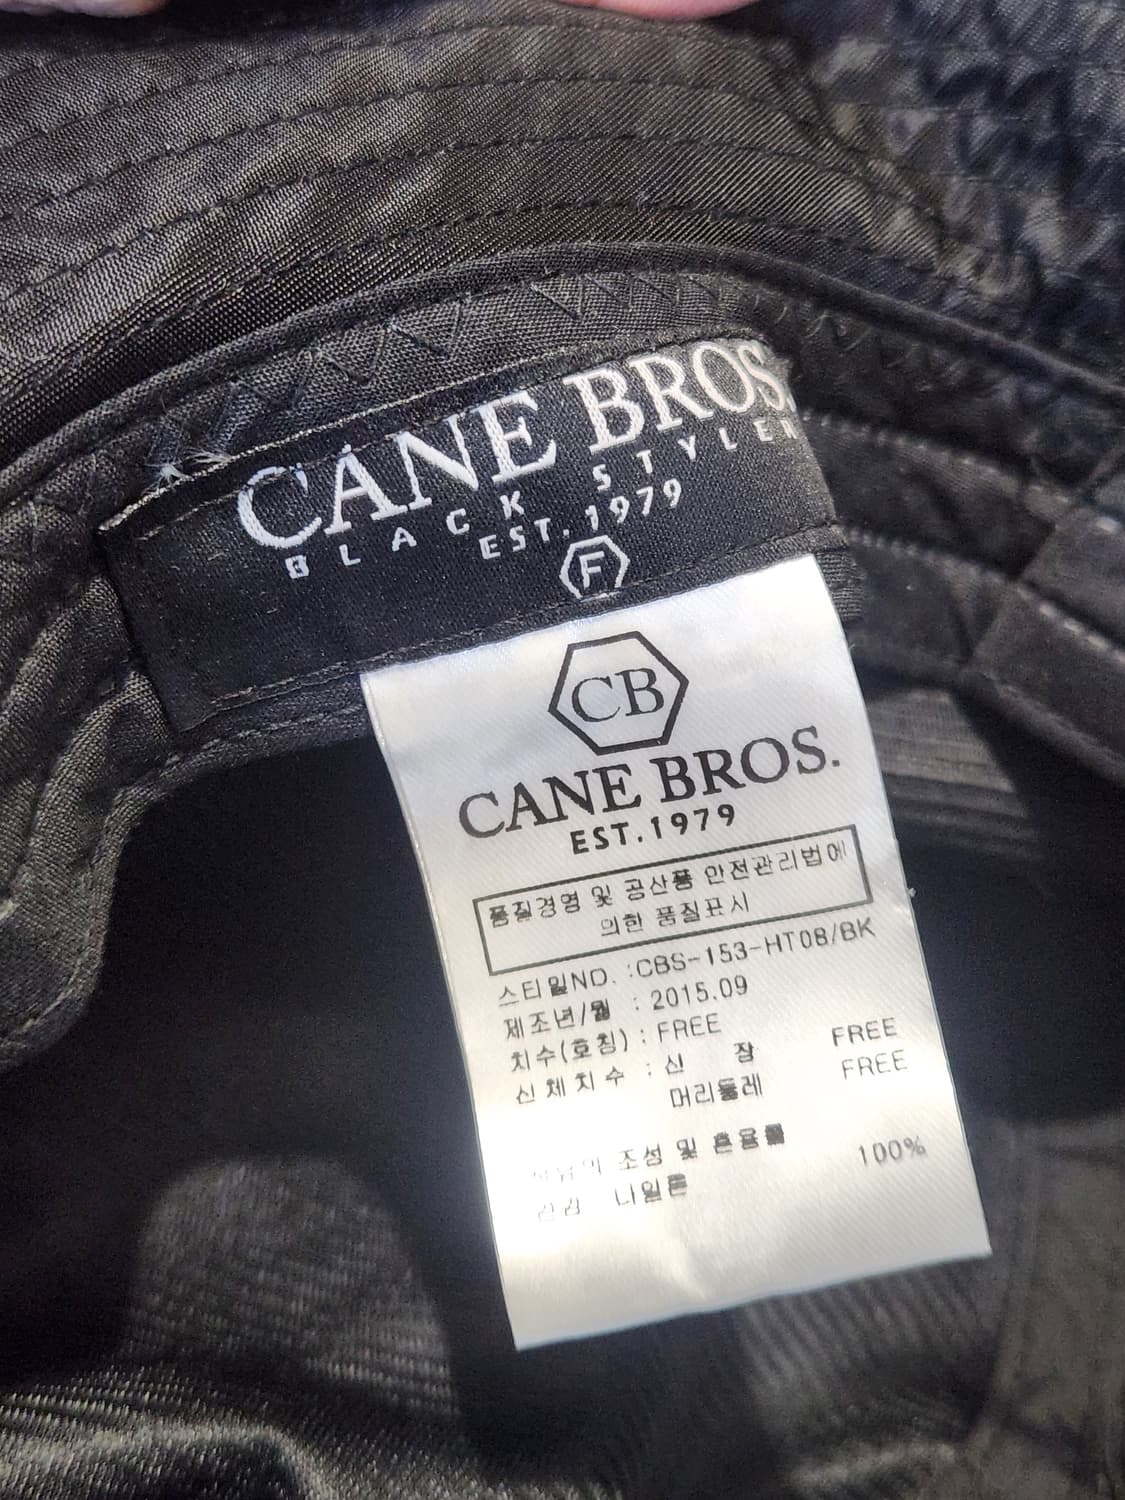 CANE BROS.
BLACK STYLER
EST. 1979
F
CB
CANE BROS.
EST.1979
품질경영 및 공산품 안전관리법에
의한 품질표시
스타일NO. :CBS-153-HT08/BK
제조년/월 : 2015.09
치수(호칭) : FREE
신체치수 : 신 장 FREE
머리둘레 FREE
조성 및 혼용률
나일론 100%